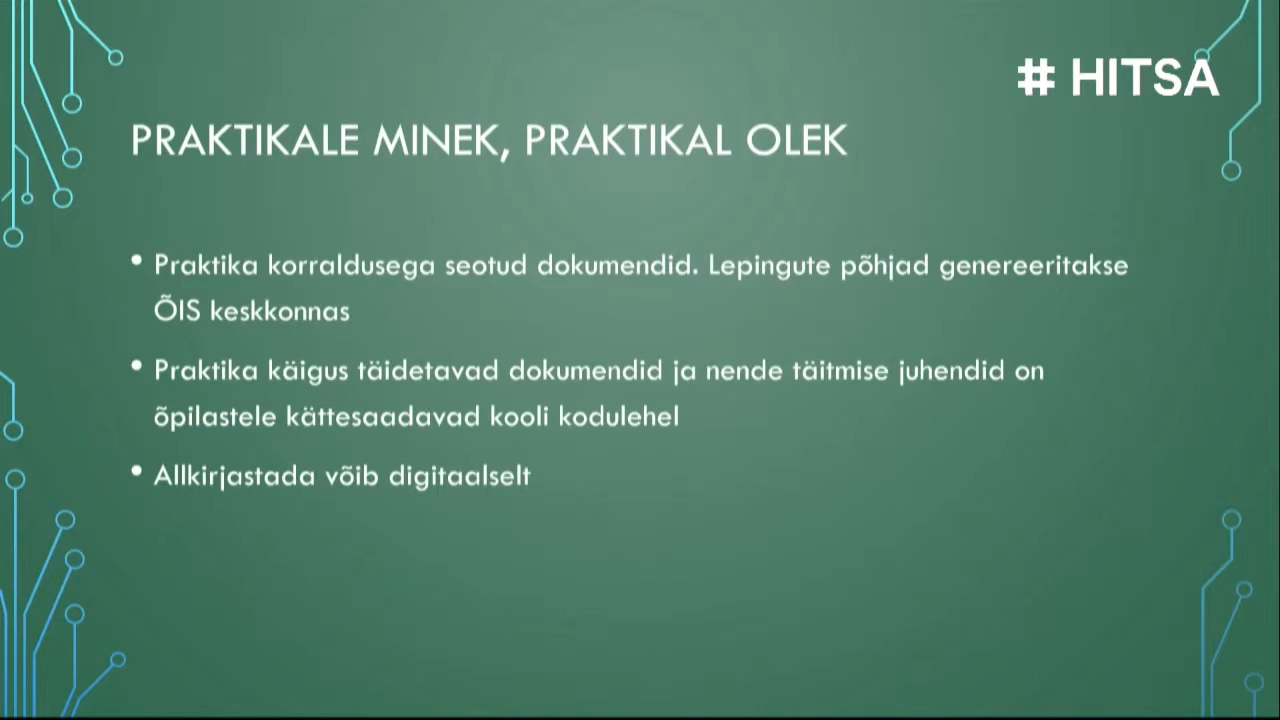 # HITSA
PRAKTIKALE MINEK, PRAKTIKAL OLEK
• Praktika korraldusega seotud dokumendid. Lepingute põhjad genereeritakse
ÕIS keskkonnas
• Praktika käigus täidetavad dokumendid ja nende täitmise juhendid on
õpilastele kättesaadavad kooli kodulehel
• Allkirjastada võib digitaalselt